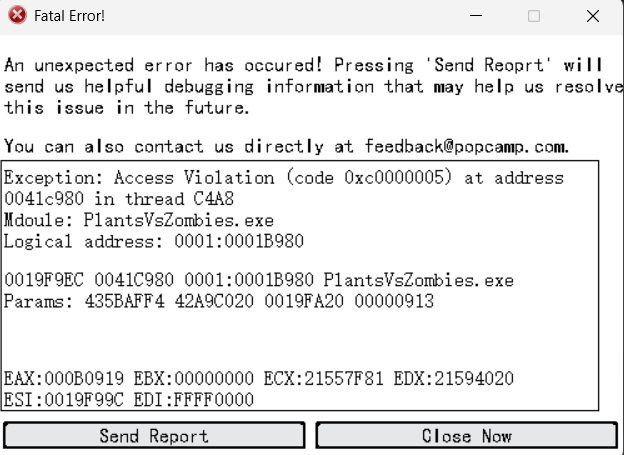 Fatal Error!
An unexpected error has occured! Pressing 'Send Reoprt' will
send us helpful debugging information that may help us resolve
this issue in the future.
You can also contact us directly at feedback@popcamp.com.
Exception: Access Violation (code 0xc0000005) at address
0041c980 in thread C4A8
Mdoule: PlantsVsZombies.exe
Logical address: 0001:0001B980
0019F9EC 0041C980 0001:0001B980 PlantsVsZombies.exe
Params: 435BAFF4 42A9C020 0019FA20 00000913
EAX:000B0919 EBX:00000000 ECX:21557F81 EDX:21594020
ESI:0019F99C EDI:FFFF0000
Send Report
Close Now